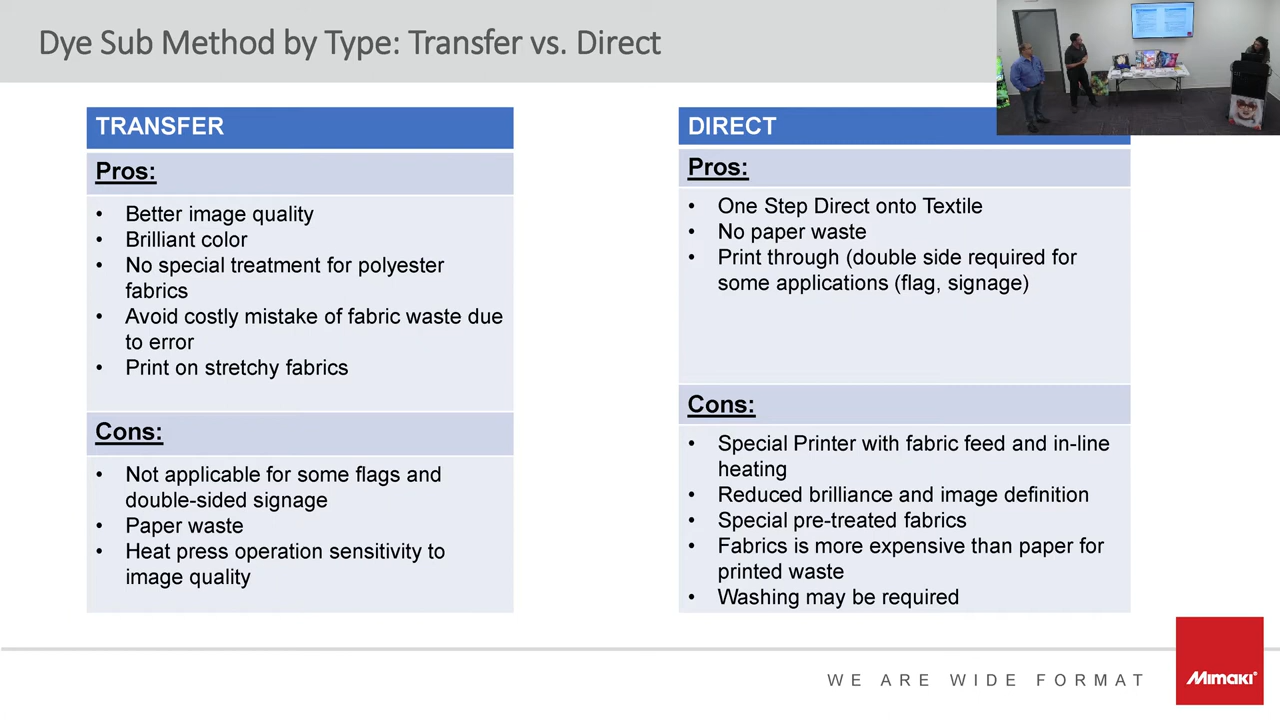 Dye Sub Method by Type: Transfer vs. Direct
TRANSFER
Pros:
• Better image quality
• Brilliant color
• No special treatment for polyester
fabrics
• Avoid costly mistake of fabric waste due
to error
• Print on stretchy fabrics
Cons:
• Not applicable for some flags and
double-sided signage
• Paper waste
• Heat press operation sensitivity to
image quality
DIRECT
Pros:
• One Step Direct onto Textile
• No paper waste
• Print through (double side required for
some applications (flag, signage)
Cons:
• Special Printer with fabric feed and in-line
heating
• Reduced brilliance and image definition
• Special pre-treated fabrics
• Fabrics is more expensive than paper for
printed waste
• Washing may be required
WE ARE WIDE FORMAT
Mimaki®